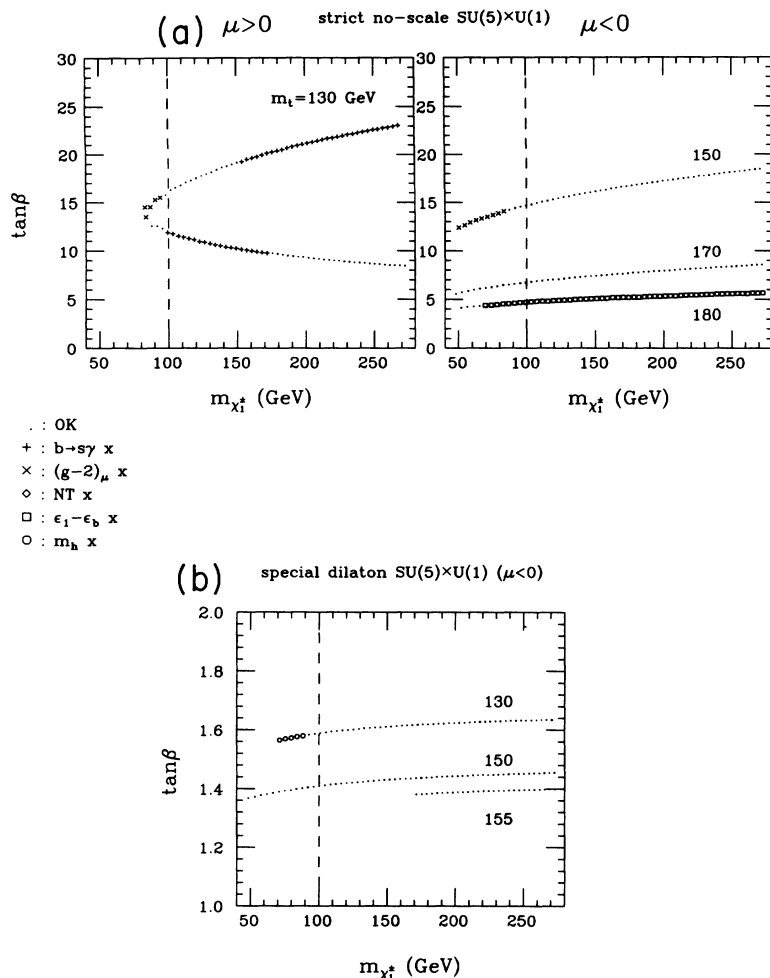 strict no-scale SU(5)×U(1)
(a) μ>0 μ<0
30
25
20
15
10
5
0
tanβ
m_t=130 GeV
50 100 150 200 250
m_χ₁± (GeV)
30
25
20
15
10
5
0
150
170
180
50 100 150 200 250
m_χ₁± (GeV)
. : OK
+ : b→sγ x
× : (g−2)_μ x
◇ : NT x
□ : ϵ₁−ϵ_b x
○ : m_h x
(b) special dilaton SU(5)×U(1) (μ<0)
2.0
1.8
1.6
1.4
1.2
1.0
tanβ
130
150
155
50 100 150 200 250
m_χ₁± (GeV)